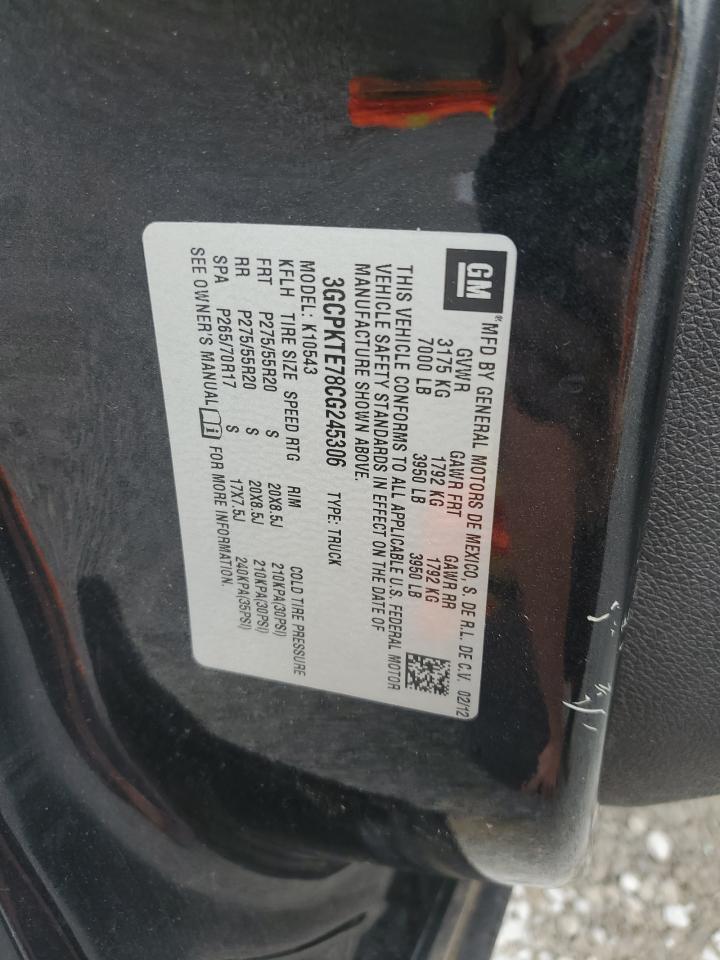 GM ® MFD BY GENERAL MOTORS DE MEXICO, S. DE R.L. DE C.V. 02/12
GVWR GAWR FRT GAWR RR
3175 KG 1792 KG 1792 KG
7000 LB 3950 LB 3950 LB
THIS VEHICLE CONFORMS TO ALL APPLICABLE U.S. FEDERAL MOTOR
VEHICLE SAFETY STANDARDS IN EFFECT ON THE DATE OF
MANUFACTURE SHOWN ABOVE.
3GCPKTE78CG245306 TYPE: TRUCK
MODEL: K10543
KFLH TIRE SIZE SPEED RTG RIM COLD TIRE PRESSURE
FRT P275/55R20 S 20X8.5J 210KPA(30PSI)
RR P275/55R20 S 20X8.5J 210KPA(30PSI)
SPA P265/70R17 S 17X7.5J 240KPA(35PSI)
SEE OWNER'S MANUAL i FOR MORE INFORMATION.